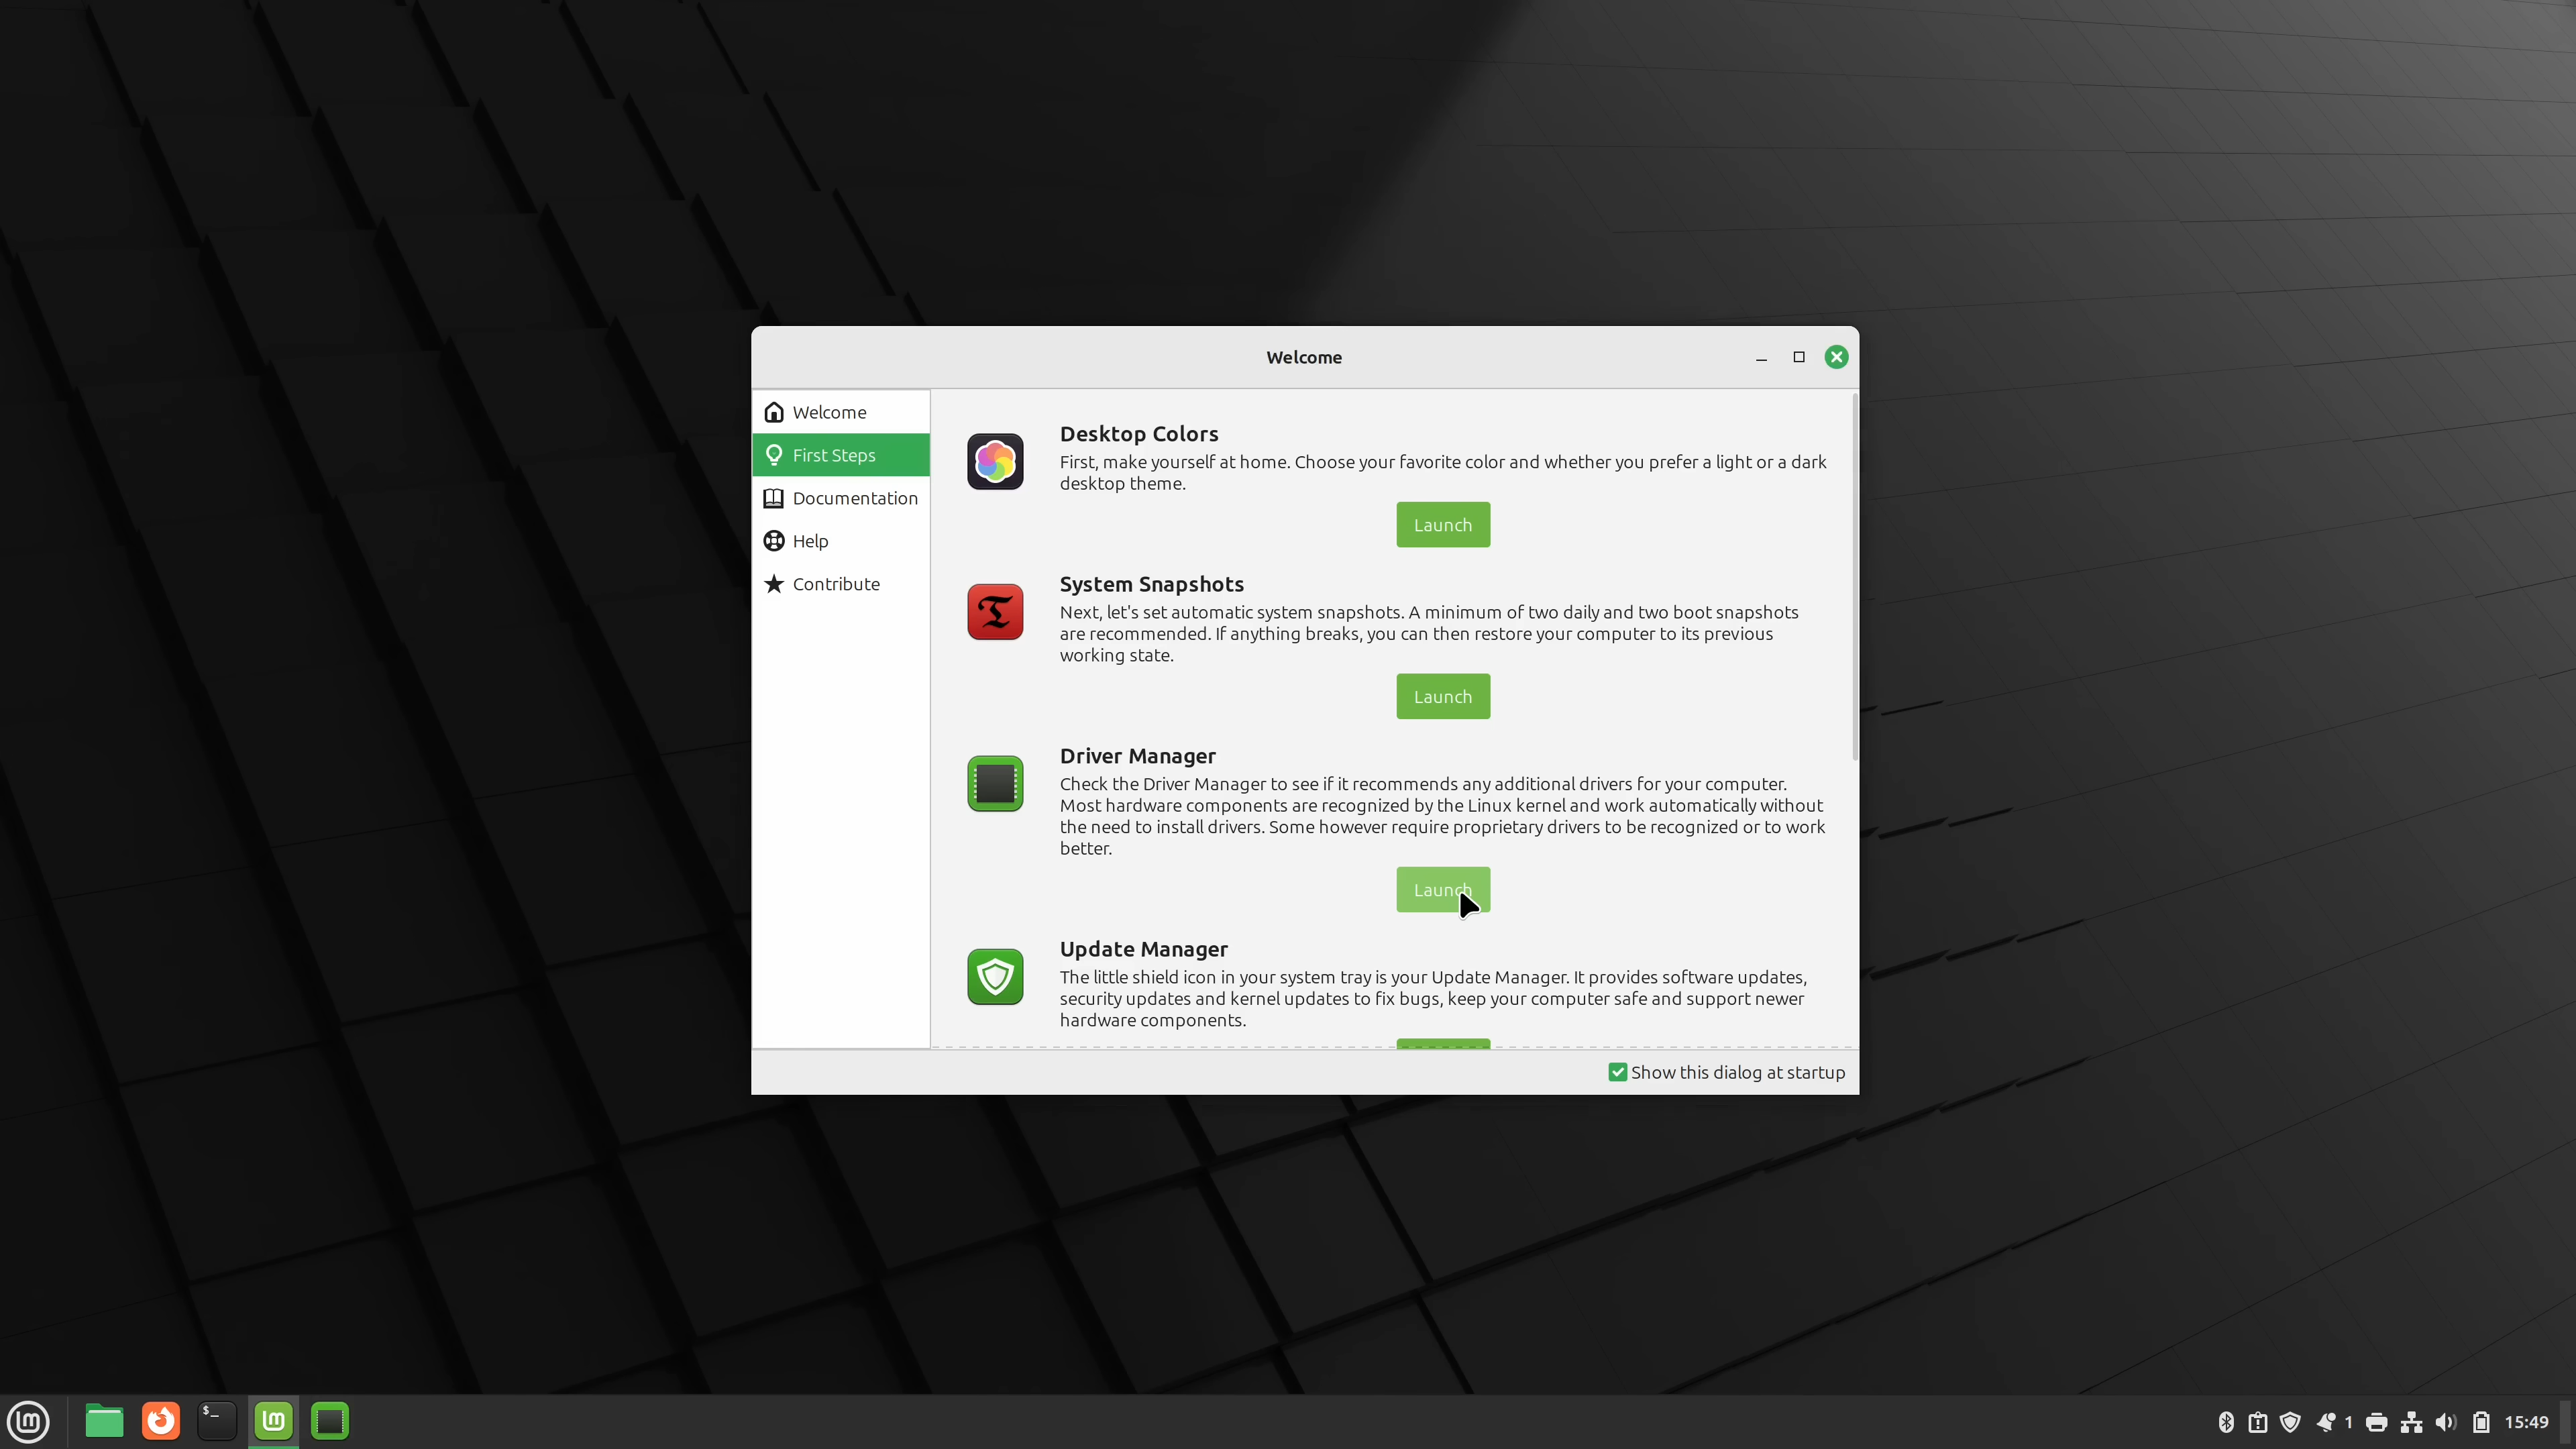 Welcome
Welcome
First Steps
Documentation
Help
Contribute
Desktop Colors
First, make yourself at home. Choose your favorite color and whether you prefer a light or a dark
desktop theme.
Launch
System Snapshots
Next, let's set automatic system snapshots. A minimum of two daily and two boot snapshots
are recommended. If anything breaks, you can then restore your computer to its previous
working state.
Launch
Driver Manager
Check the Driver Manager to see if it recommends any additional drivers for your computer.
Most hardware components are recognized by the Linux kernel and work automatically without
the need to install drivers. Some however require proprietary drivers to be recognized or to work
better.
Launch
Update Manager
The little shield icon in your system tray is your Update Manager. It provides software updates,
security updates and kernel updates to fix bugs, keep your computer safe and support newer
hardware components.
Show this dialog at startup
$_
1
15:49